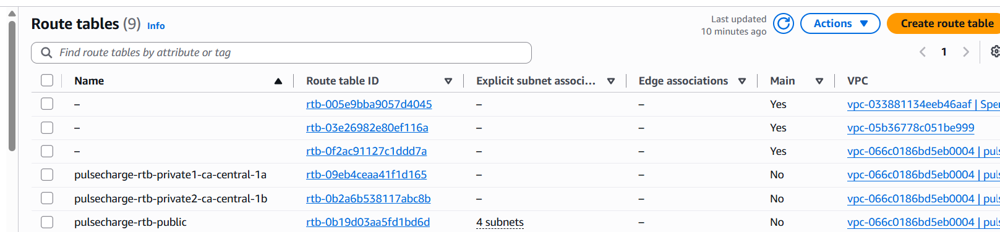 Route tables (9) Info
Last updated
10 minutes ago
Actions
Create route table
Find route tables by attribute or tag
1
Name Route table ID Explicit subnet associ... Edge associations Main VPC
– rtb-005e9bba9057d4045 – – Yes vpc-033881134eeb46aaf | Sper
– rtb-03e26982e80ef116a – – Yes vpc-05b36778c051be999
– rtb-0f2ac91127c1ddd7a – – Yes vpc-066c0186bd5eb0004 | puls
pulsecharge-rtb-private1-ca-central-1a rtb-09eb4ceaa41f1d165 – – No vpc-066c0186bd5eb0004 | puls
pulsecharge-rtb-private2-ca-central-1b rtb-0b2a6b538117abc8b – – No vpc-066c0186bd5eb0004 | puls
pulsecharge-rtb-public rtb-0b19d03aa5fd1bd6d 4 subnets – No vpc-066c0186bd5eb0004 | puls